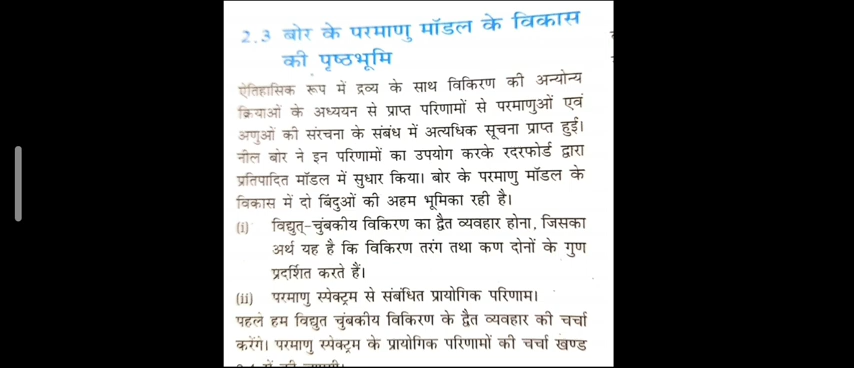 2.3 बोर के परमाणु मॉडल के विकास
की पृष्ठभूमि
ऐतिहासिक रूप में द्रव्य के साथ विकिरण की अन्योन्य
क्रियाओं के अध्ययन से प्राप्त परिणामों से परमाणुओं एवं
अणुओं की संरचना के संबंध में अत्यधिक सूचना प्राप्त हुई।
नील बोर ने इन परिणामों का उपयोग करके रदरफोर्ड द्वारा
प्रतिपादित मॉडल में सुधार किया। बोर के परमाणु मॉडल के
विकास में दो बिंदुओं की अहम भूमिका रही है।
(i) विद्युत्-चुंबकीय विकिरण का द्वैत व्यवहार होना, जिसका
अर्थ यह है कि विकिरण तरंग तथा कण दोनों के गुण
प्रदर्शित करते हैं।
(ii) परमाणु स्पेक्ट्रम से संबंधित प्रायोगिक परिणाम।
पहले हम विद्युत चुंबकीय विकिरण के द्वैत व्यवहार की चर्चा
करेंगे। परमाणु स्पेक्ट्रम के प्रायोगिक परिणामों की चर्चा खण्ड